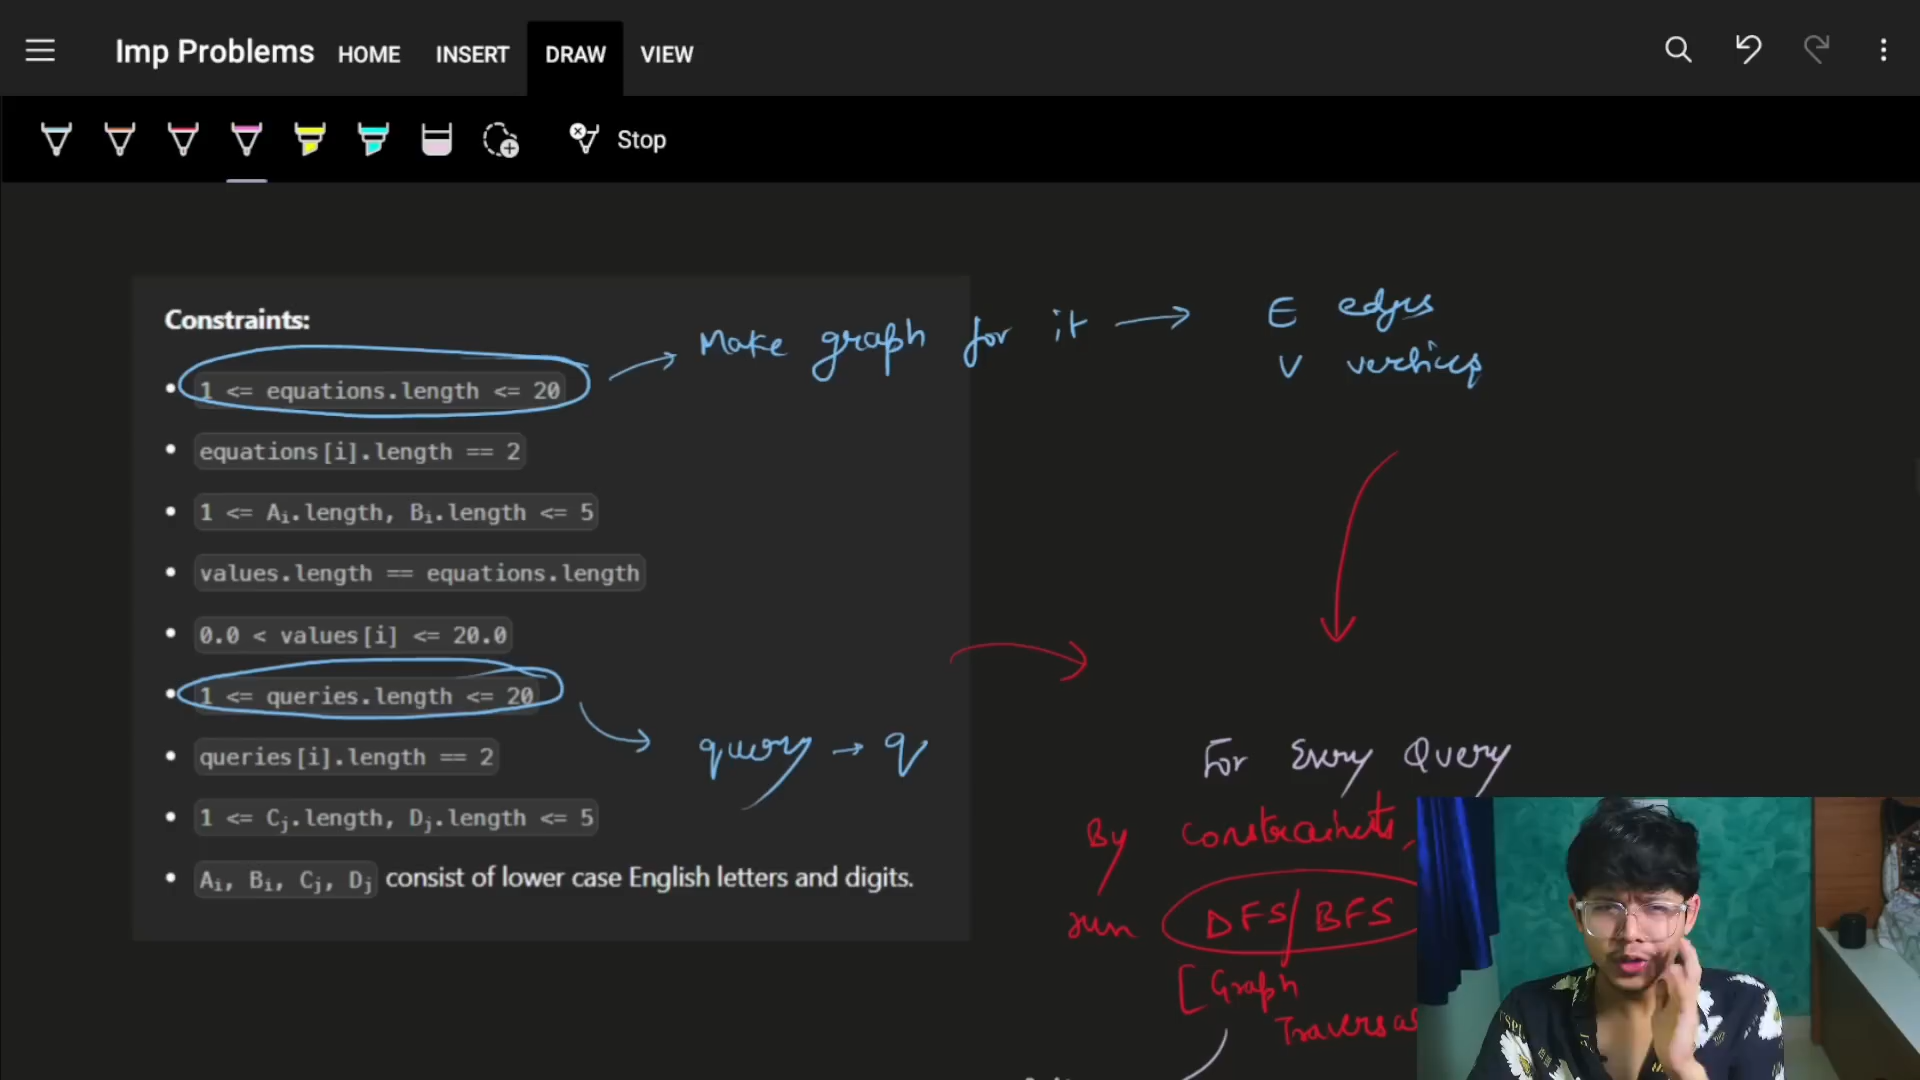 Imp Problems HOME INSERT DRAW VIEW
Stop
Constraints:
1 <= equations.length <= 20
Make graph for it → E edges
V vertices
equations[i].length == 2
1 <= Aᵢ.length, Bᵢ.length <= 5
values.length == equations.length
0.0 < values[i] <= 20.0
1 <= queries.length <= 20
query → q
queries[i].length == 2
1 <= Cⱼ.length, Dⱼ.length <= 5
Aᵢ, Bᵢ, Cⱼ, Dⱼ consist of lower case English letters and digits.
For Every Query
By constraints,
run DFS/BFS
[Graph
Traversa